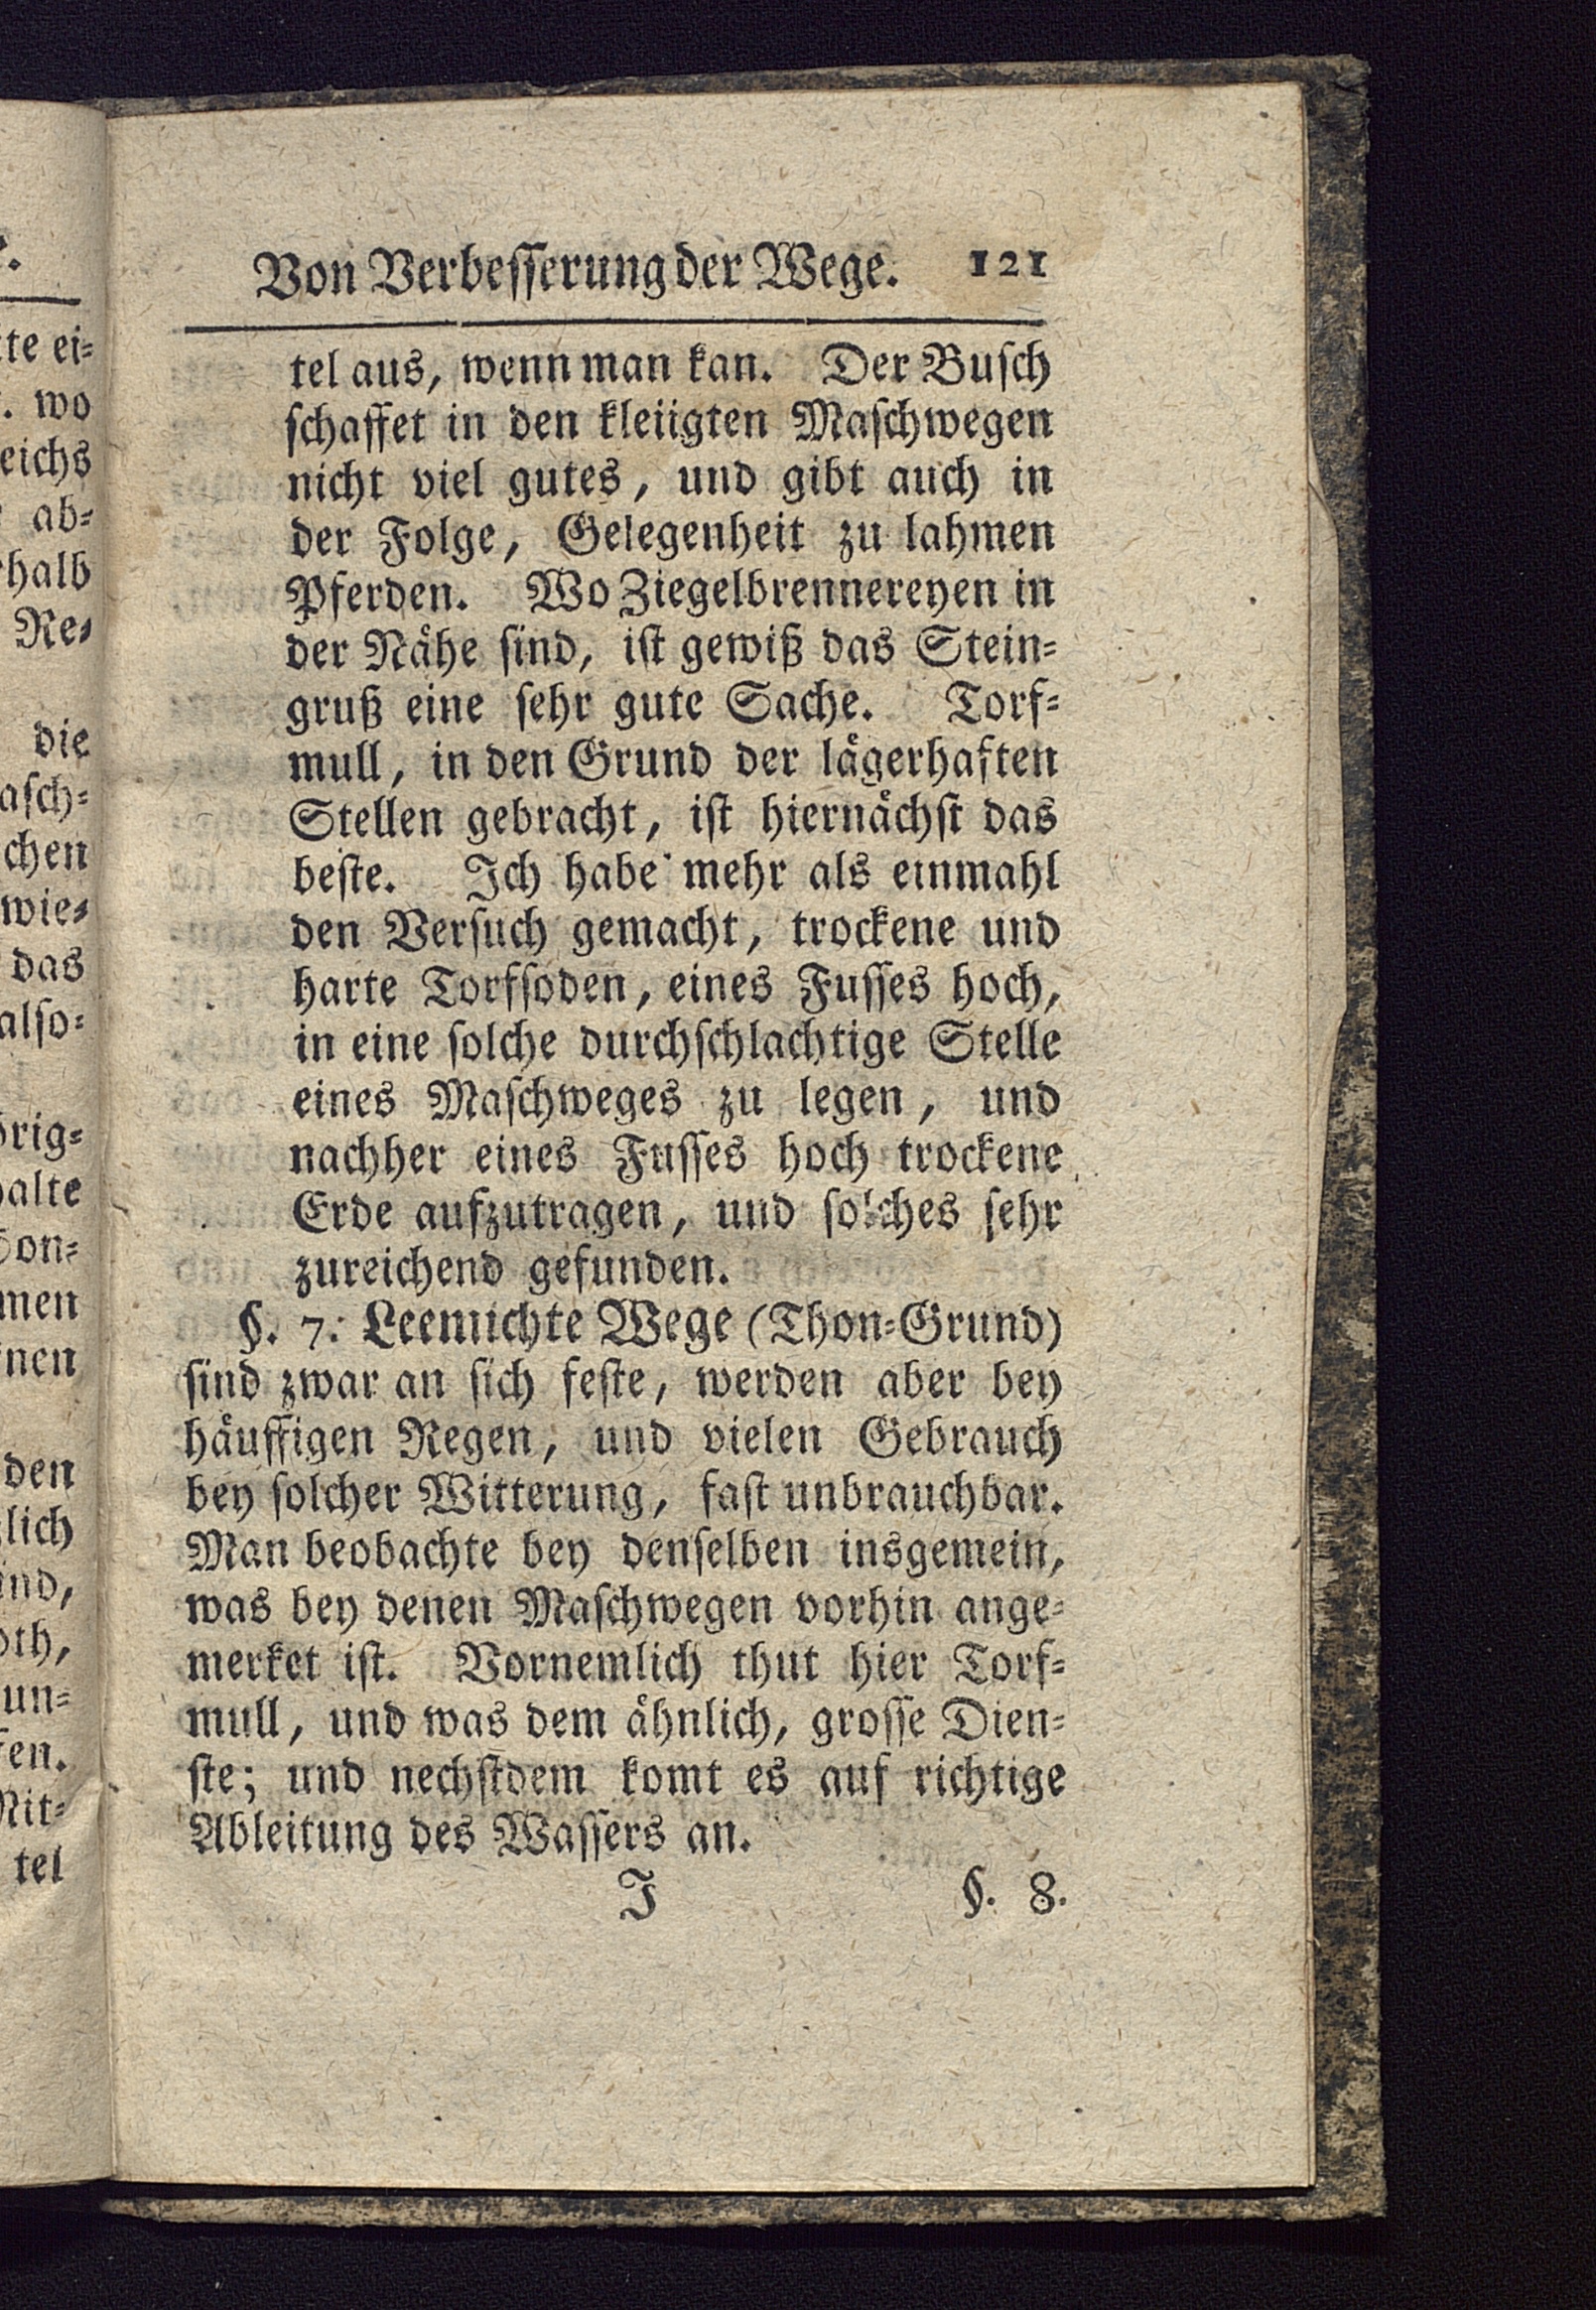 Von Verbesserung der Wege. 121
tel aus, wenn man kan. Der Busch
schaffet in den kleiigten Maschwegen
nicht viel gutes, und gibt auch in
der Folge, Gelegenheit zu lahmen
Pferden. Wo Ziegelbrennereyen in
der Nähe sind, ist gewiß das Stein-
gruß eine sehr gute Sache. Torf-
mull, in den Grund der lägerhaften
Stellen gebracht, ist hiernächst das
beste. Ich habe mehr als einmahl
den Versuch gemacht, trockene und
harte Torfsoden, eines Fusses hoch,
in eine solche durchschlachtige Stelle
eines Maschweges zu legen, und
nachher eines Fusses hoch trockene
Erde aufzutragen, und solches sehr
zureichend gefunden.
§. 7. Leemichte Wege (Thon-Grund)
sind zwar an sich feste, werden aber bey
häuffigen Regen, und vielen Gebrauch
bey solcher Witterung, fast unbrauchbar.
Man beobachte bey denselben insgemein,
was bey denen Maschwegen vorhin ange-
merket ist. Vornemlich thut hier Torf-
mull, und was dem ähnlich, grosse Dien-
ste; und nechstdem komt es auf richtige
Ableitung des Wassers an.
I §. 8.